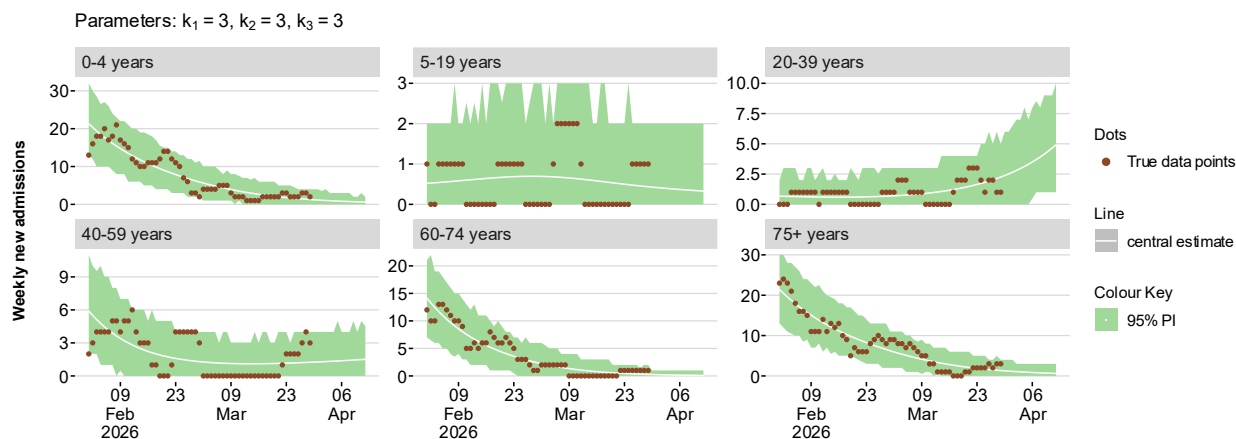 Parameters: k₁ = 3, k₂ = 3, k₃ = 3
Weekly new admissions
0-4 years
5-19 years
20-39 years
30
20
10
0
3
2
1
0
10.0
7.5
5.0
2.5
0.0
40-59 years
60-74 years
75+ years
9
6
3
0
20
15
10
5
0
30
20
10
0
09 23 09 23 06
Feb Mar Apr
2026
09 23 09 23 06
Feb Mar Apr
2026
09 23 09 23 06
Feb Mar Apr
2026
Dots
True data points
Line
central estimate
Colour Key
95% PI